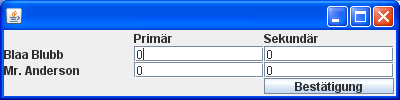 Primär Sekundär
Blaa Blubb 0 0
Mr. Anderson 0 0
Bestätigung